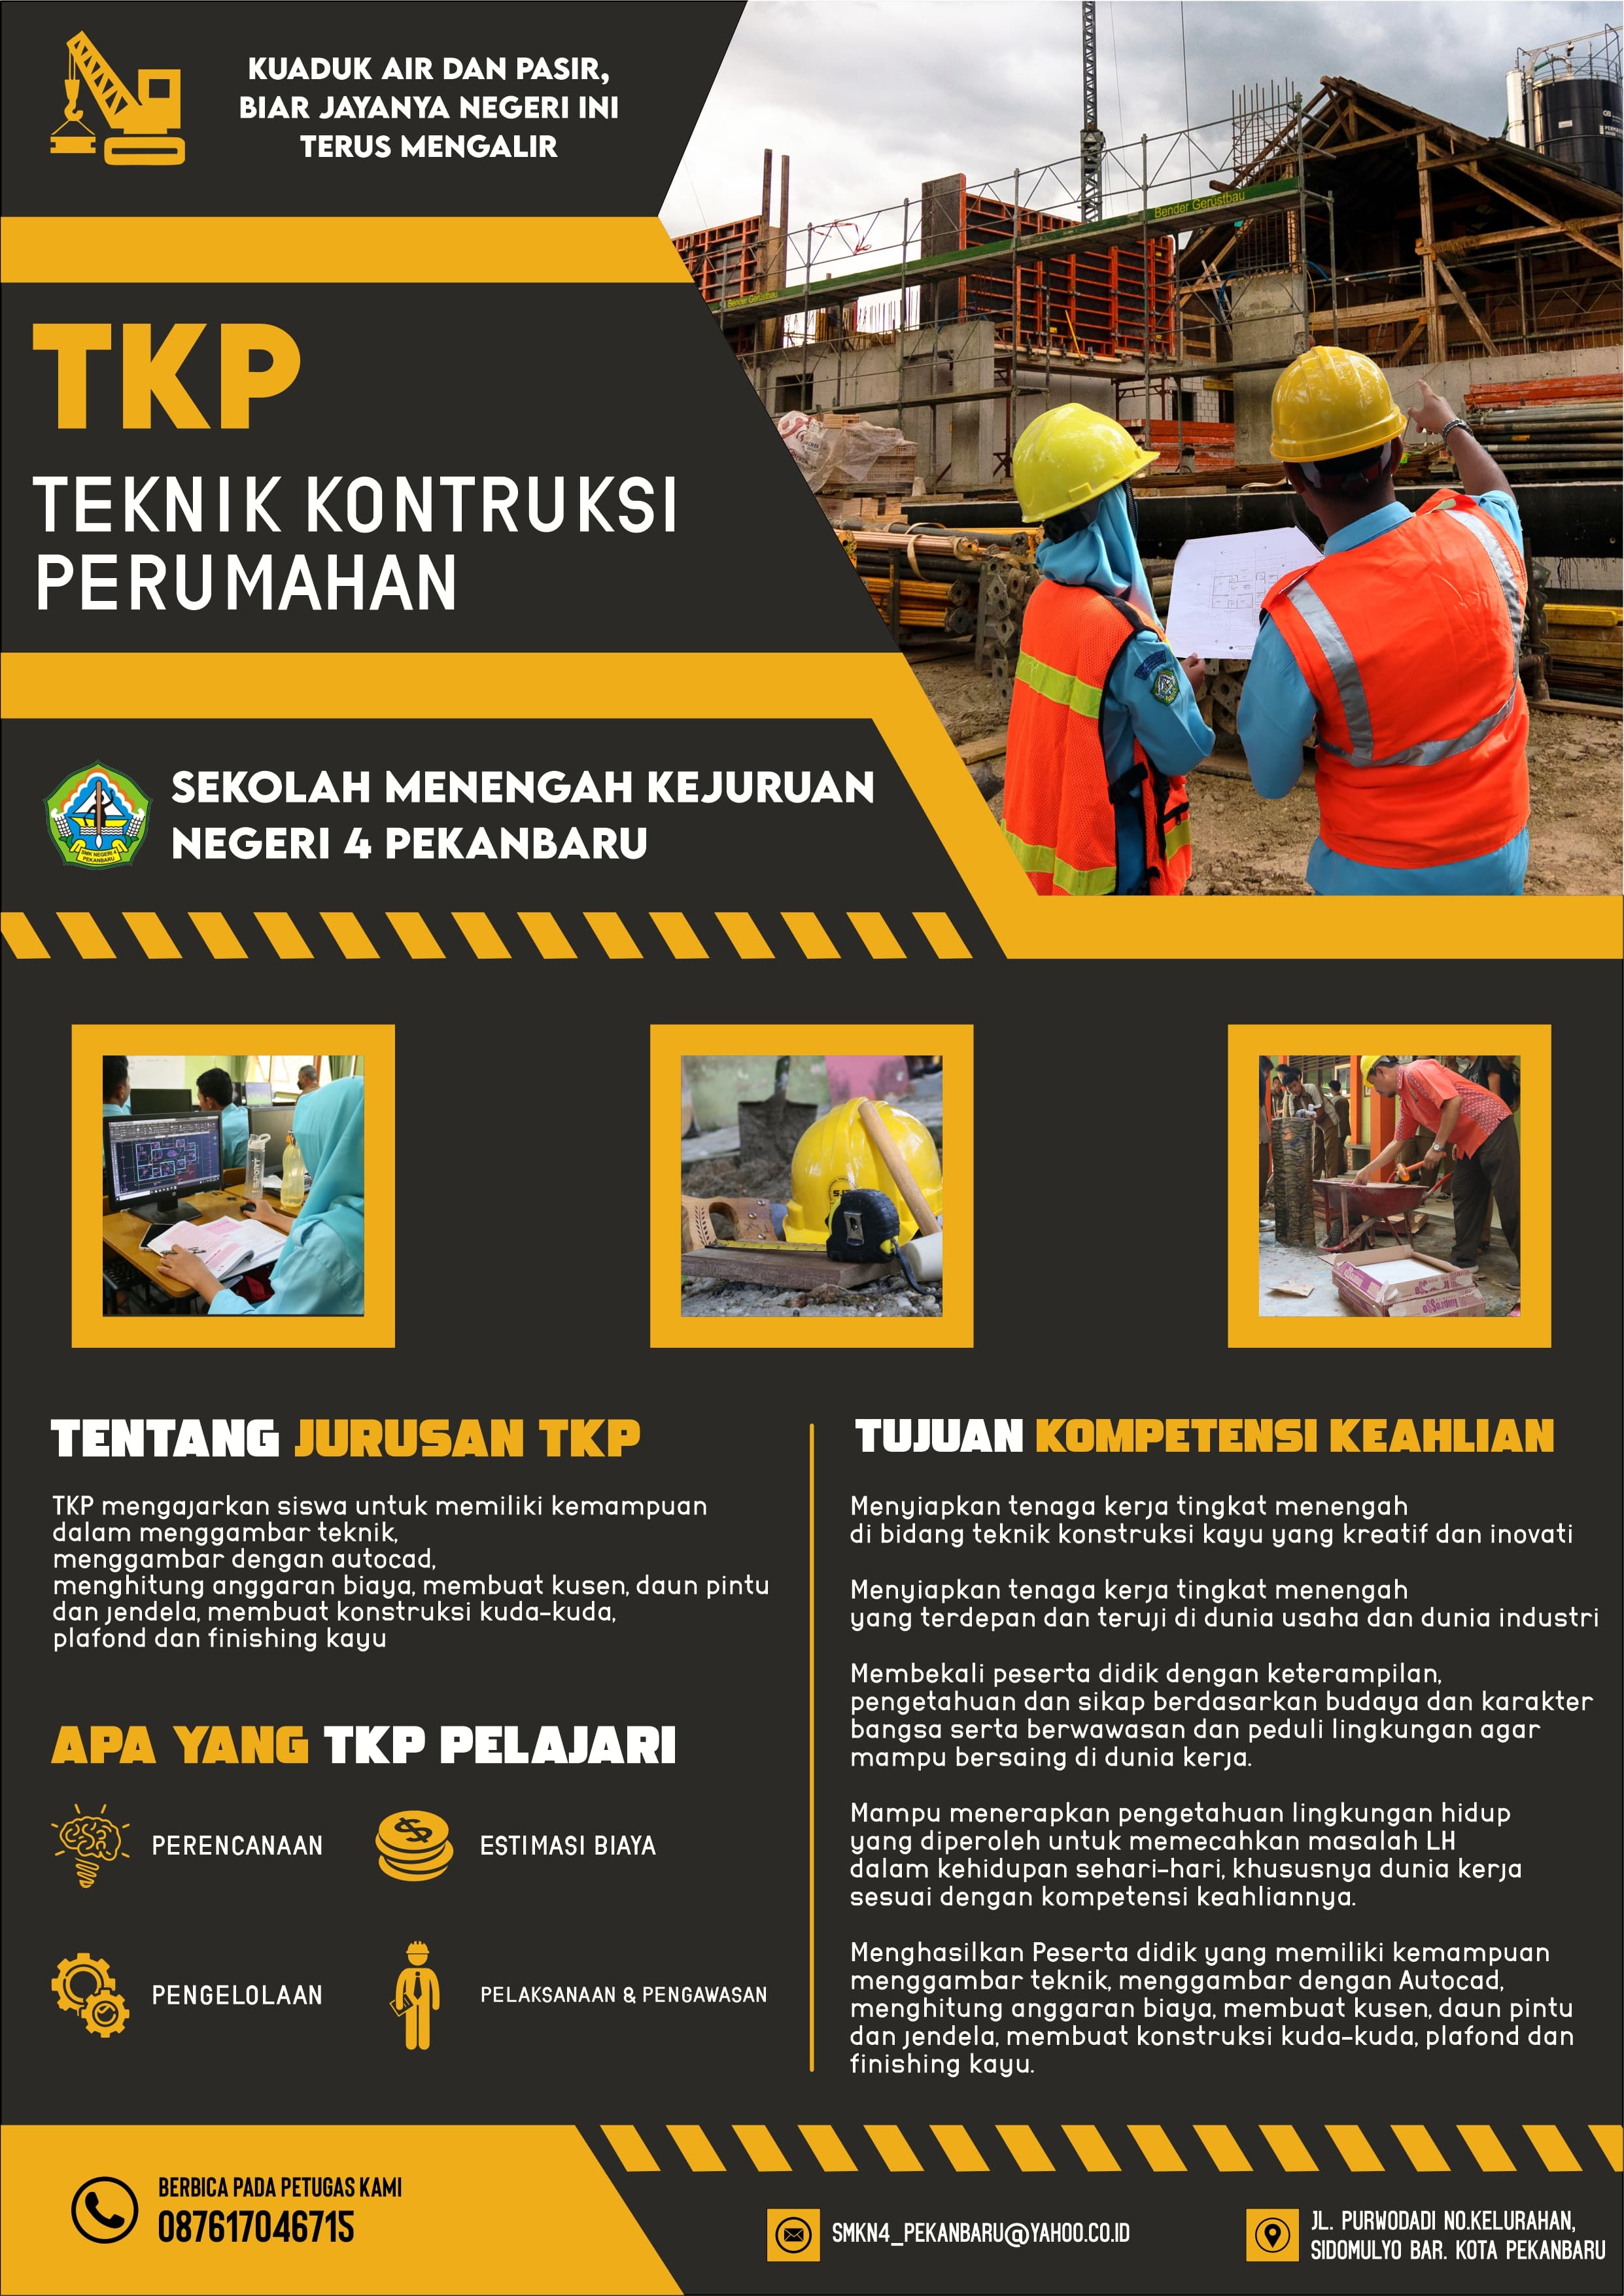 KUADUK AIR DAN PASIR,
BIAR JAYANYA NEGERI INI
TERUS MENGALIR
Bender Gerüstbau
Bender Gerüstbau
TKP
TEKNIK KONTRUKSI
PERUMAHAN
SMK NEGERI 4
PEKANBARU
SEKOLAH MENENGAH KEJURUAN
NEGERI 4 PEKANBARU
SPORT
TENTANG JURUSAN TKP
TKP mengajarkan siswa untuk memiliki kemampuan
dalam menggambar teknik,
menggambar dengan autocad,
menghitung anggaran biaya, membuat kusen, daun pintu
dan jendela, membuat konstruksi kuda-kuda,
plafond dan finishing kayu
APA YANG TKP PELAJARI
PERENCANAAN
ESTIMASI BIAYA
PENGELOLAAN
PELAKSANAAN & PENGAWASAN
TUJUAN KOMPETENSI KEAHLIAN
Menyiapkan tenaga kerja tingkat menengah
di bidang teknik konstruksi kayu yang kreatif dan inovati
Menyiapkan tenaga kerja tingkat menengah
yang terdepan dan teruji di dunia usaha dan dunia industri
Membekali peserta didik dengan keterampilan,
pengetahuan dan sikap berdasarkan budaya dan karakter
bangsa serta berwawasan dan peduli lingkungan agar
mampu bersaing di dunia kerja.
Mampu menerapkan pengetahuan lingkungan hidup
yang diperoleh untuk memecahkan masalah LH
dalam kehidupan sehari-hari, khususnya dunia kerja
sesuai dengan kompetensi keahliannya.
Menghasilkan Peserta didik yang memiliki kemampuan
menggambar teknik, menggambar dengan Autocad,
menghitung anggaran biaya, membuat kusen, daun pintu
dan jendela, membuat konstruksi kuda-kuda, plafond dan
finishing kayu.
BERBICA PADA PETUGAS KAMI
087617046715
SMKN4_PEKANBARU@YAHOO.CO.ID
JL. PURWODADI NO.KELURAHAN,
SIDOMULYO BAR. KOTA PEKANBARU